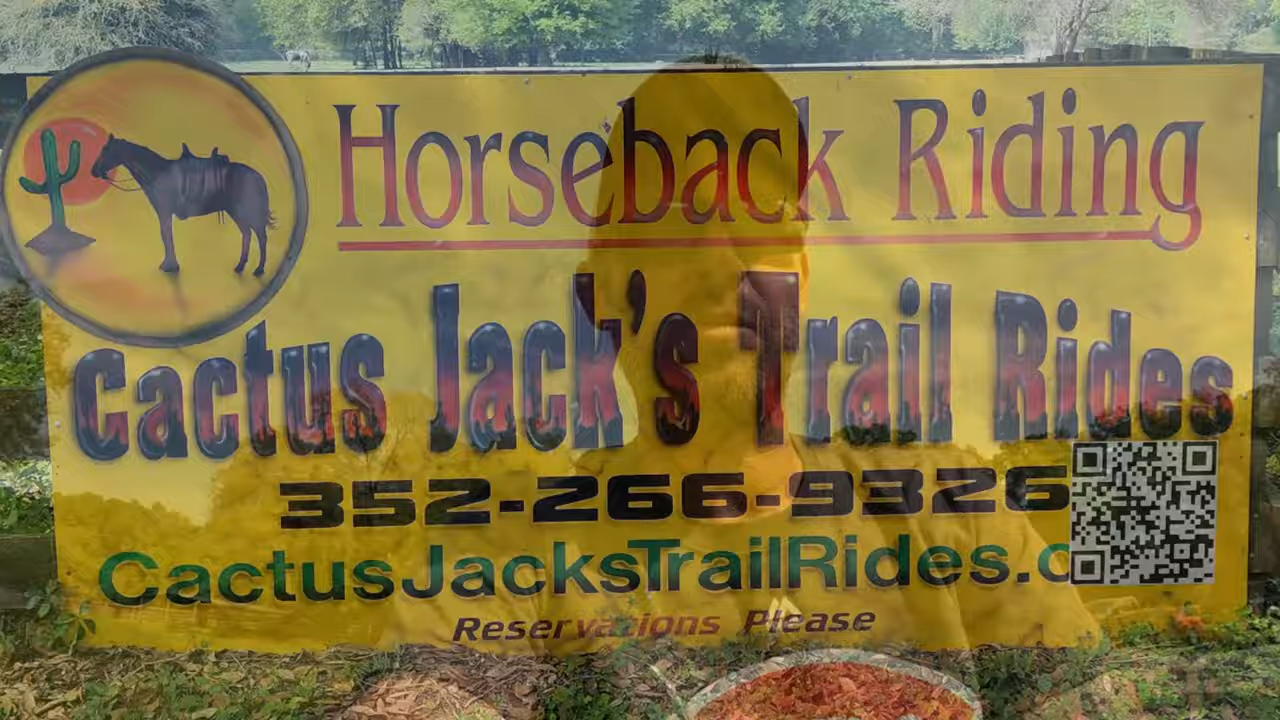 Horseback Riding
Cactus Jack's Trail Rides
352-266-9326
CactusJacksTrailRides.c
Reservations Please